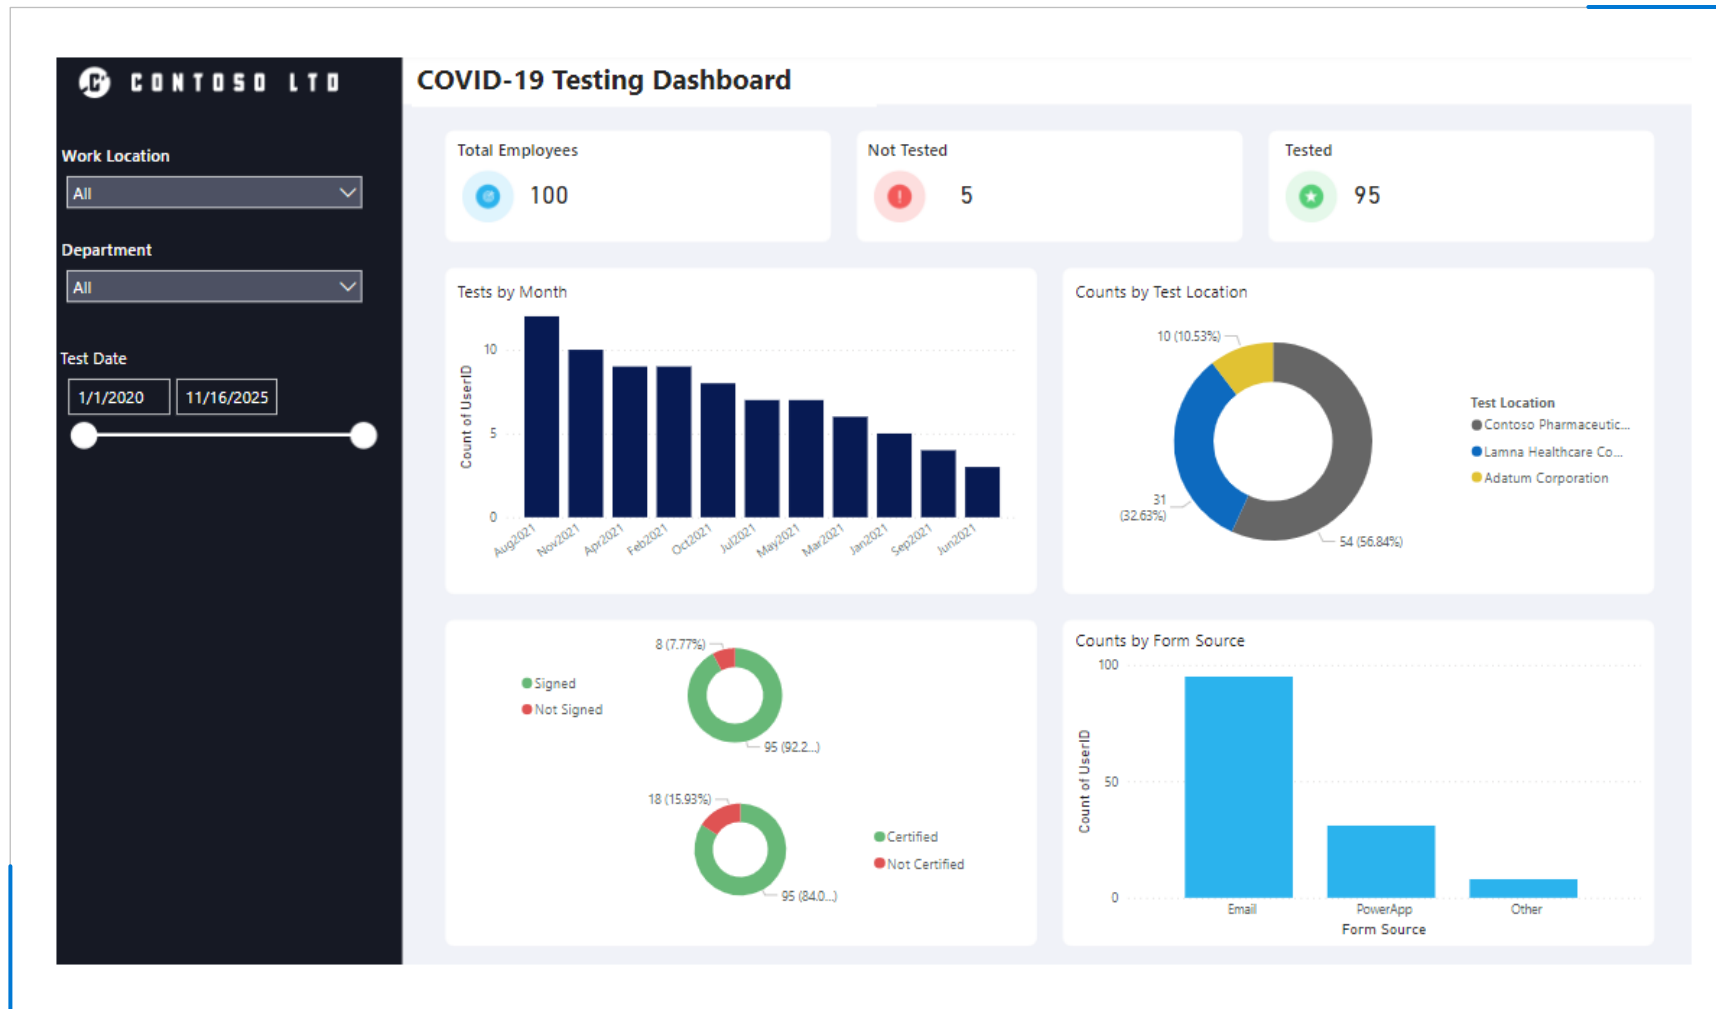 CONTOSO LTD
COVID-19 Testing Dashboard
Work Location
All
Department
All
Test Date
1/1/2020
11/16/2025
Total Employees
100
Not Tested
5
Tested
95
Tests by Month
Count of UserID
10
5
0
Aug2021
Nov2021
Apr2021
Feb2021
Oct2021
Jul2021
May2021
Mar2021
Jan2021
Sep2021
Jun2021
Counts by Test Location
10 (10.53%)
31
(32.63%)
54 (56.84%)
Test Location
Contoso Pharmaceutic...
Lamna Healthcare Co...
Adatum Corporation
8 (7.77%)
Signed
Not Signed
95 (92.2...)
18 (15.93%)
Certified
Not Certified
95 (84.0...)
Counts by Form Source
Count of UserID
100
50
0
Email
PowerApp
Other
Form Source